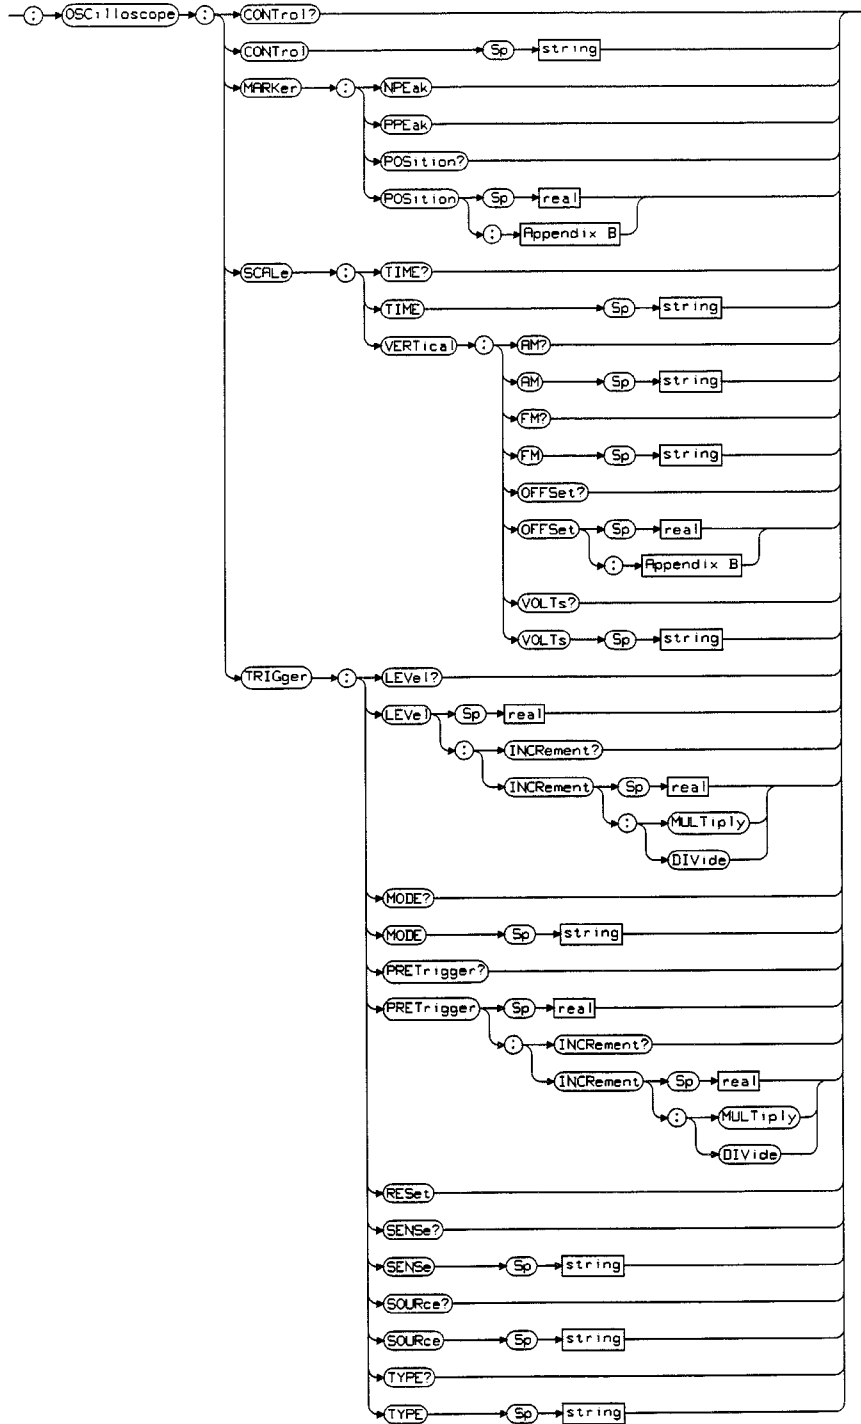 : OSCilloscope : CONTrol?
CONTrol Sp string
MARKer : NPEak
PPEak
POSition?
POSition Sp real
: Appendix B
SCALe : TIME?
TIME Sp string
VERTical : AM?
AM Sp string
FM?
FM Sp string
OFFSet?
OFFSet Sp real
: Appendix B
VOLTs?
VOLTs Sp string
TRIGger : LEVel?
LEVel Sp real
: INCRement?
INCRement Sp real
: MULTiply
DIVide
MODE?
MODE Sp string
PRETrigger?
PRETrigger Sp real
: INCRement?
INCRement Sp real
: MULTiply
DIVide
RESet
SENSe?
SENSe Sp string
SOURce?
SOURce Sp string
TYPE?
TYPE Sp string